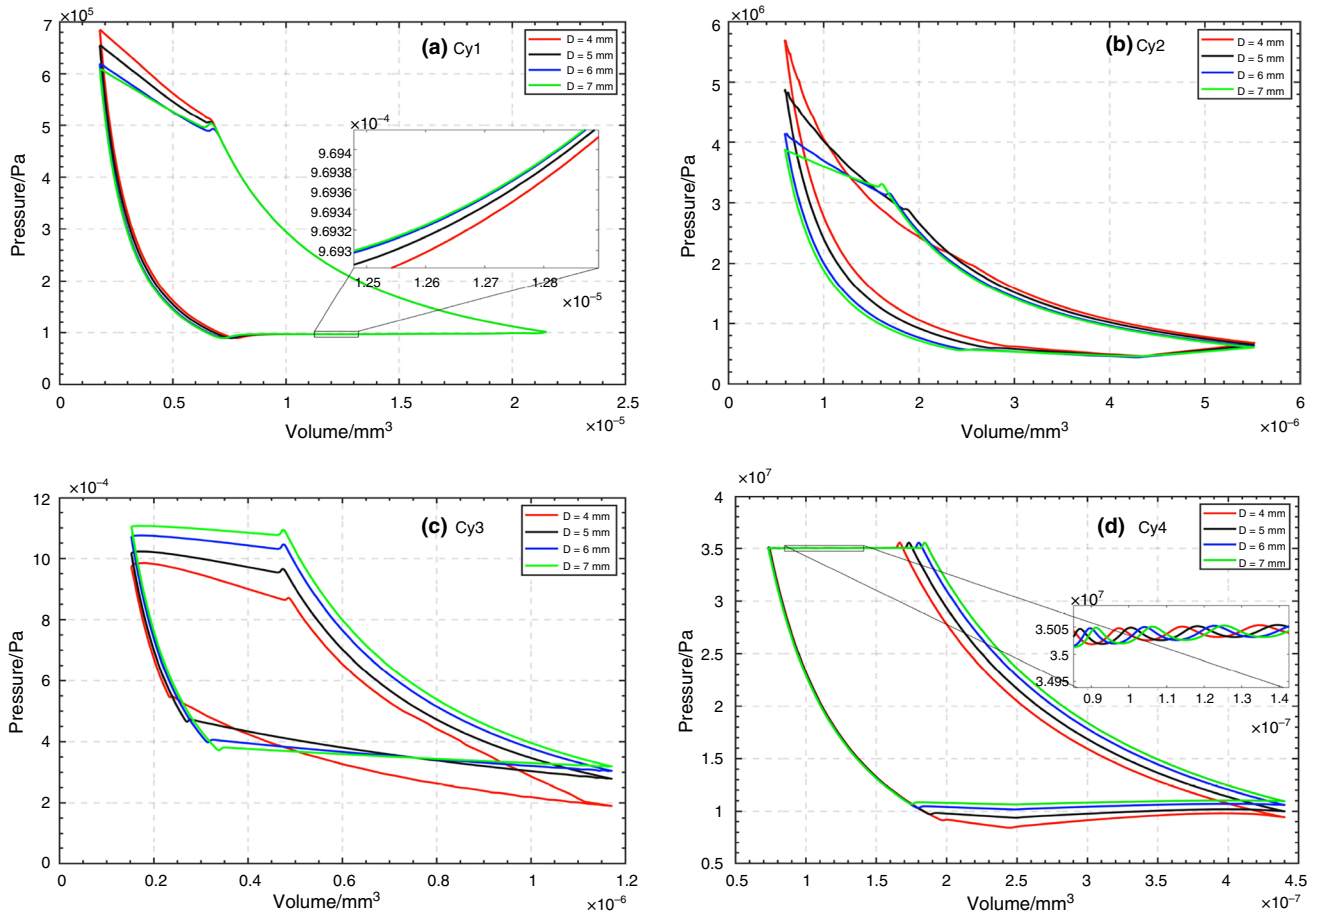 ×10⁵
7
6
5
4
3
2
1
0
Pressure/Pa
(a) Cy1
D = 4 mm
D = 5 mm
D = 6 mm
D = 7 mm
×10⁻⁴
9.694
9.6938
9.6936
9.6934
9.6932
9.693
1.25 1.26 1.27 1.28
×10⁻⁵
0 0.5 1 1.5 2 2.5
Volume/mm³
×10⁻⁵
×10⁶
6
5
4
3
2
1
0
Pressure/Pa
(b) Cy2
D = 4 mm
D = 5 mm
D = 6 mm
D = 7 mm
0 1 2 3 4 5 6
Volume/mm³
×10⁻⁶
×10⁻⁴
12
10
8
6
4
2
0
Pressure/Pa
(c) Cy3
D = 4 mm
D = 5 mm
D = 6 mm
D = 7 mm
0 0.2 0.4 0.6 0.8 1 1.2
Volume/mm³
×10⁻⁶
×10⁷
4
3.5
3
2.5
2
1.5
1
0.5
Pressure/Pa
(d) Cy4
D = 4 mm
D = 5 mm
D = 6 mm
D = 7 mm
×10⁷
3.505
3.5
3.495
0.9 1 1.1 1.2 1.3 1.4
×10⁻⁷
0.5 1 1.5 2 2.5 3 3.5 4 4.5
Volume/mm³
×10⁻⁷